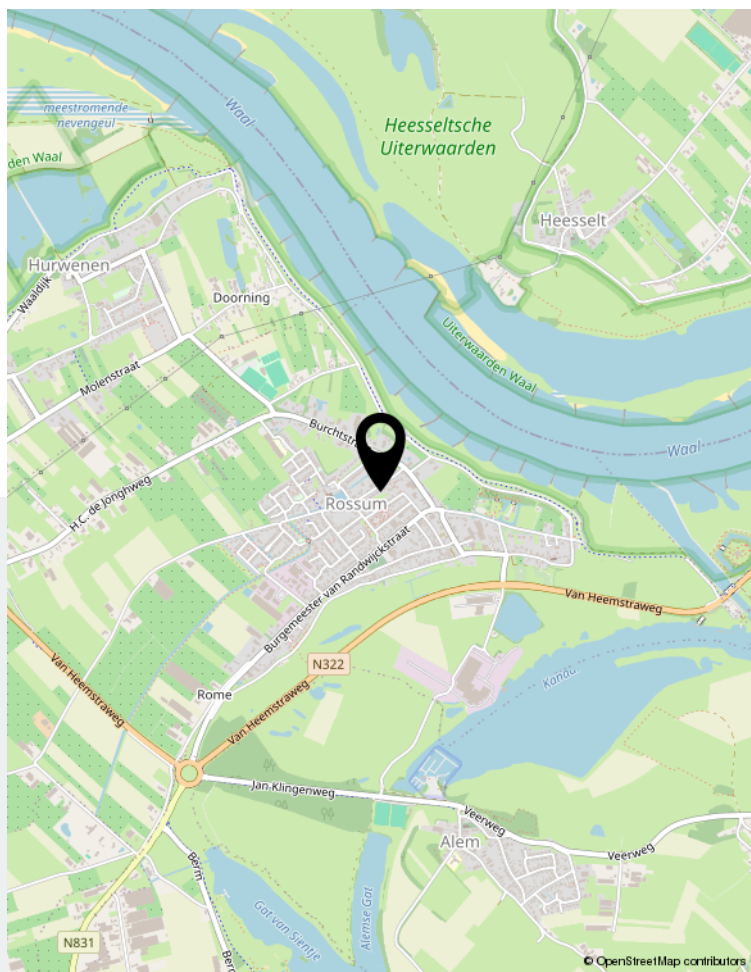 meestromende
nevengeul
Waal
Heesseltsche
Uiterwaarden
den Waal
Heesselt
Hurwenen
Waaldijk
Doorning
Uiterwaarden Waal
Molenstraat
Burchtstr
Waal
Rossum
H.C. de Jonghweg
Burgemeester van Randwijckstraat
Van Heemstraweg
N322
Kanaal
Van Heemstraweg
Rome
Van Heemstraweg
Jan Klingenweg
Veerweg
Alem
Veerweg
Berm
Gat van Sientje
Alemse Gat
N831
Ber
© OpenStreetMap contributors